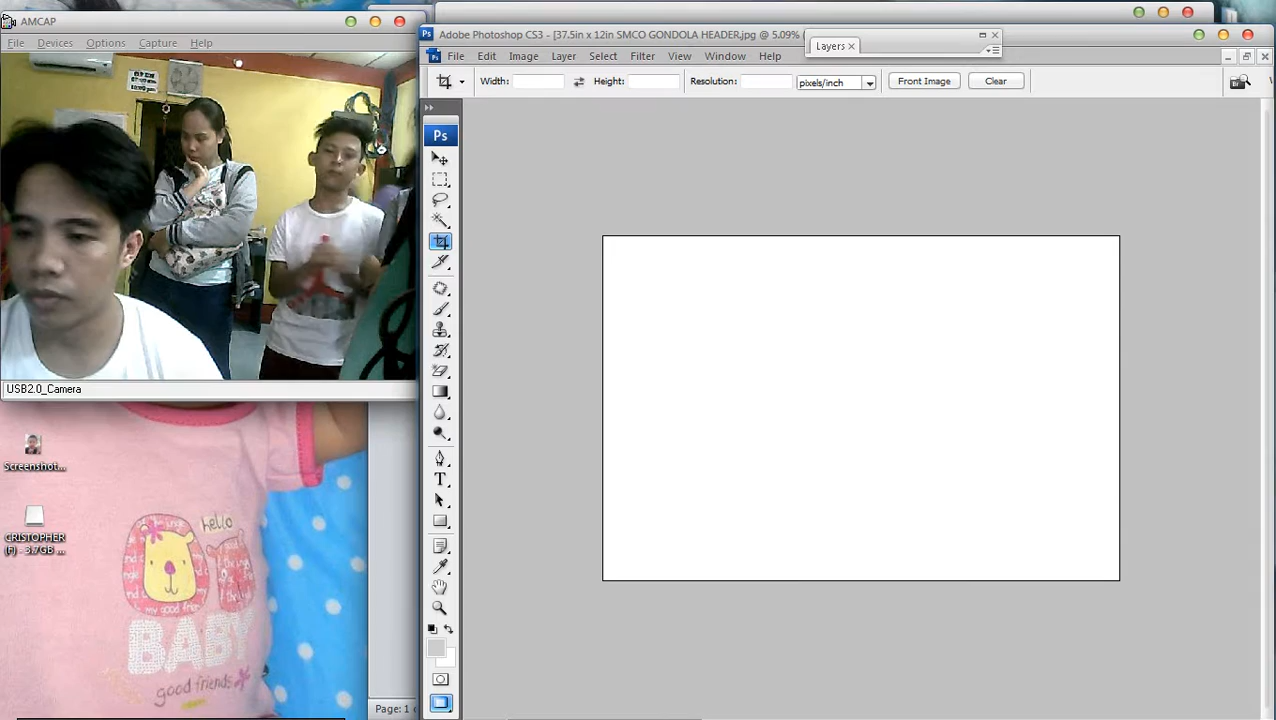 AMCAP
File Devices Options Capture Help
USB2.0_Camera
Screenshot...
CRISTOPHER
(F) - 3.7GB ...
hello
BABY
good friends
Adobe Photoshop CS3 - [37.5in x 12in SMCO GONDOLA HEADER.jpg @ 5.09% (
Layers
File Edit Image Layer Select Filter View Window Help
Width: Height: Resolution: pixels/inch Front Image Clear
Ps
T
Page: 1